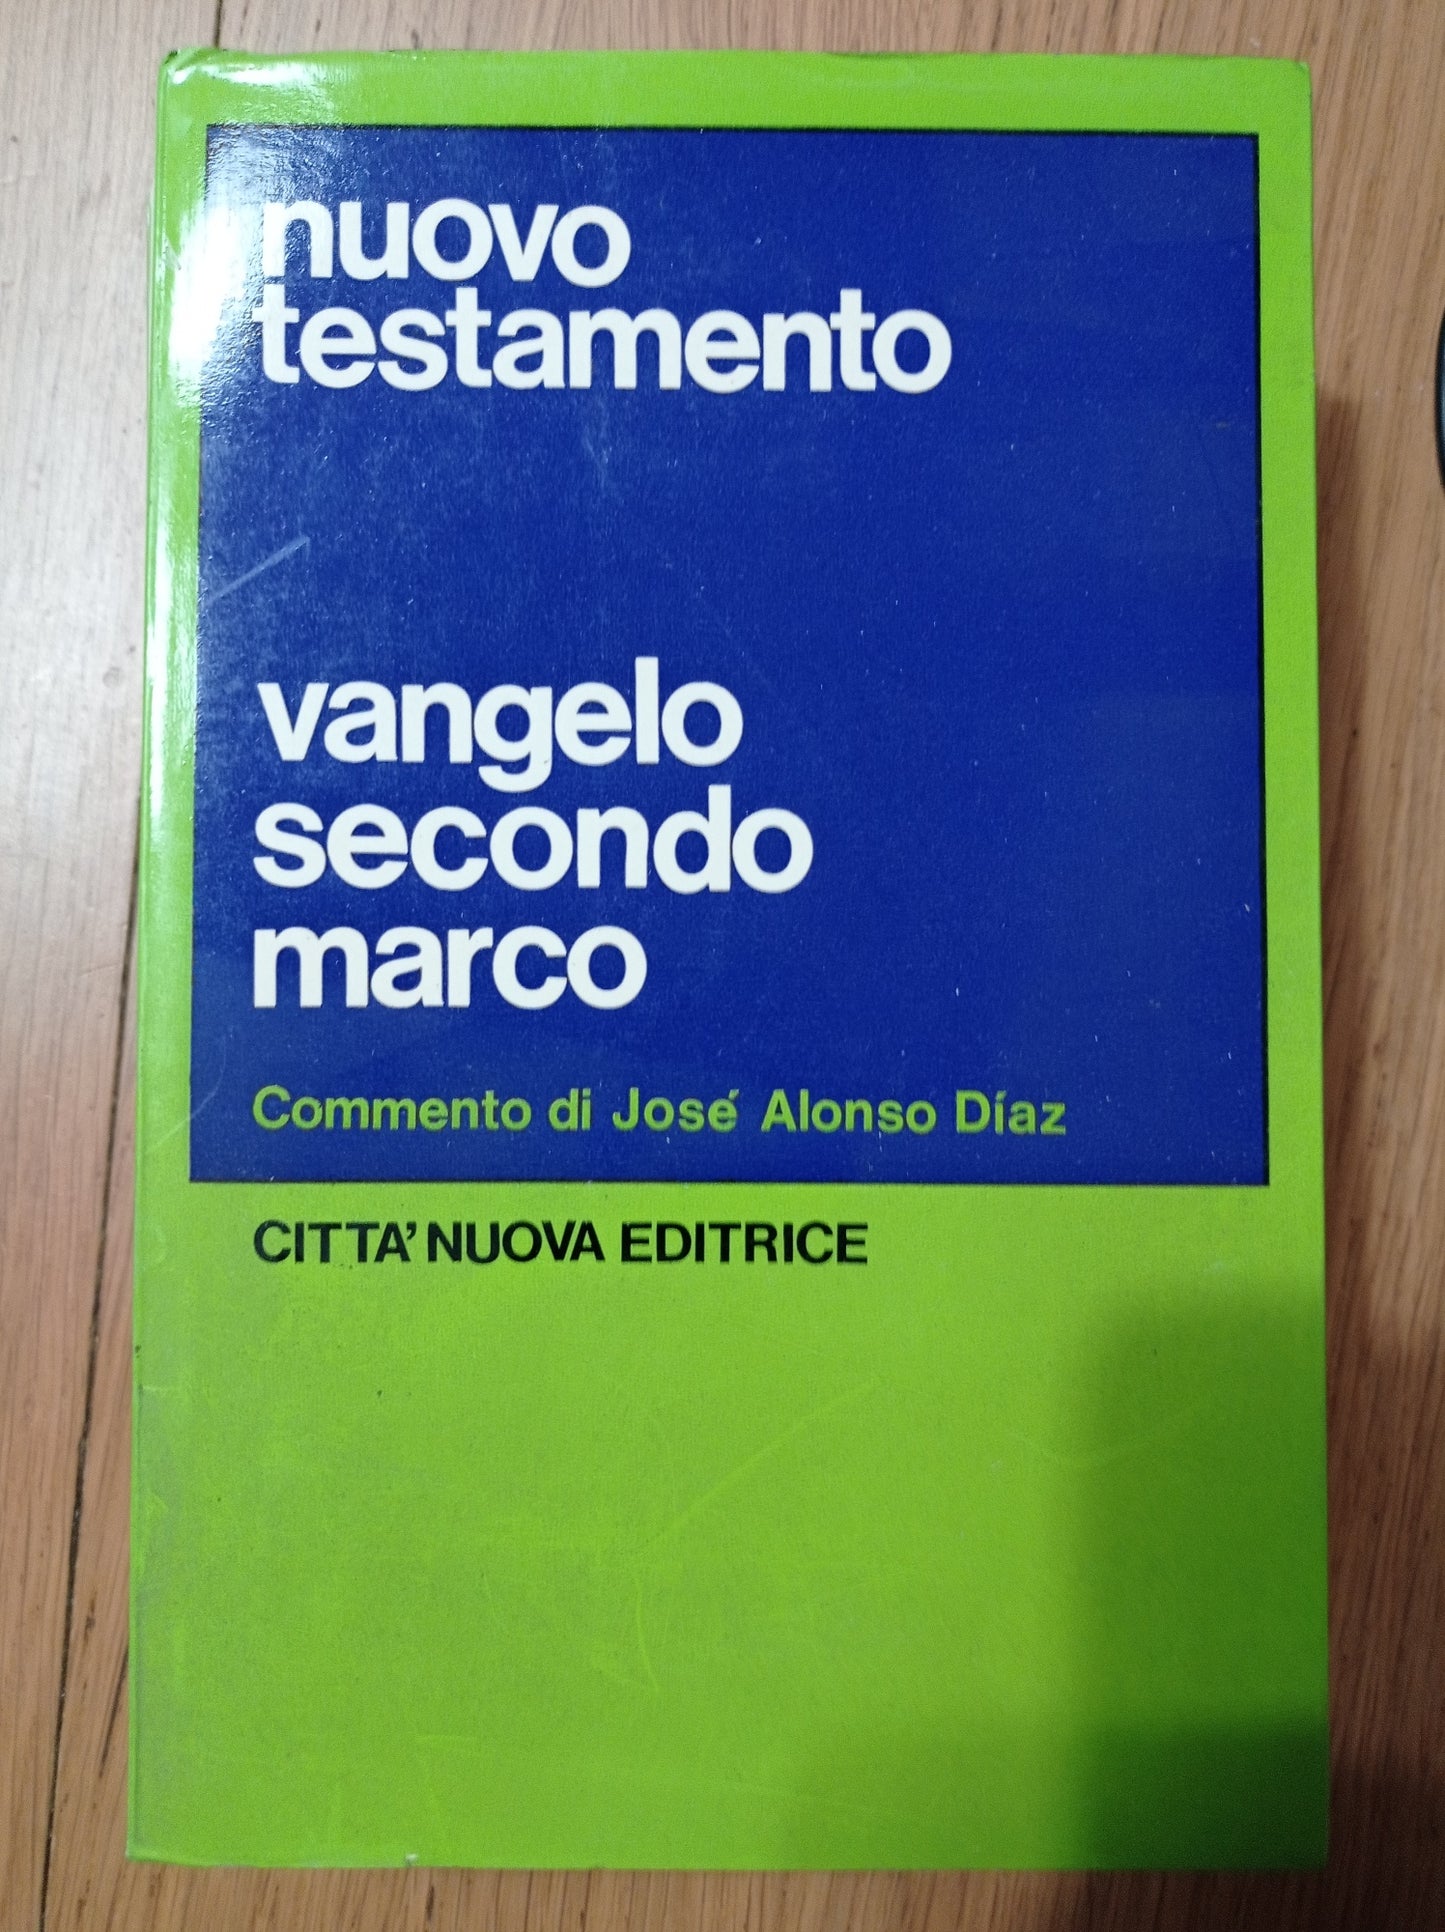 nuovo
testamento
vangelo
secondo
marco
Commento di José Alonso Díaz
CITTA' NUOVA EDITRICE